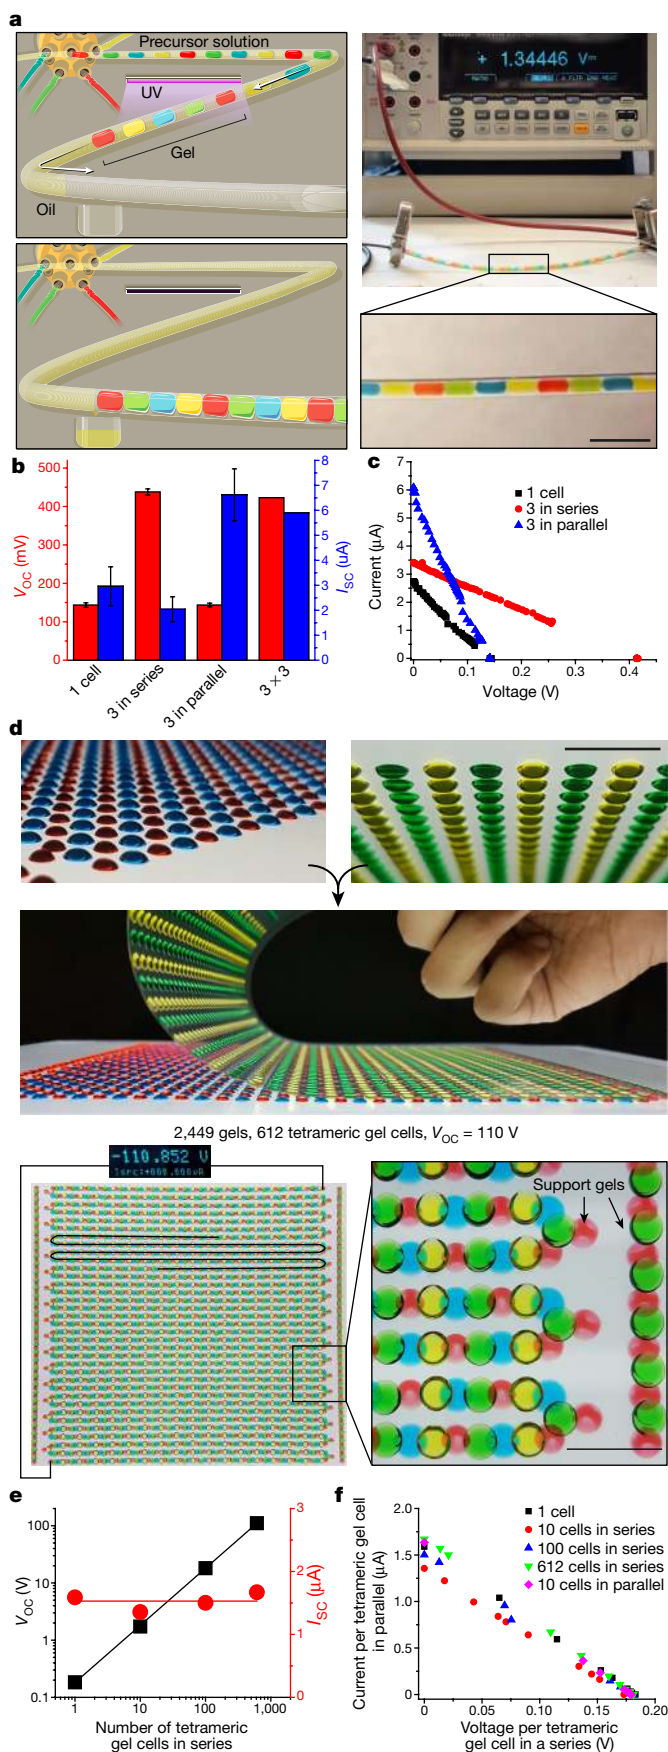 a
Precursor solution
UV
Gel
Oil
+ 1.34446 V
b
500
400
300
200
100
0
V_OC (mV)
8
7
6
5
4
3
2
1
0
I_SC (uA)
1 cell
3 in series
3 in parallel
3 × 3
c
7
6
5
4
3
2
1
0
Current (μA)
1 cell
3 in series
3 in parallel
0
0.1
0.2
0.3
0.4
Voltage (V)
d
2,449 gels, 612 tetrameric gel cells, V_OC = 110 V
-110.852 V
Support gels
e
100
10
1
0.1
V_OC (V)
3
2
1
0
I_SC (μA)
1
10
100
1,000
Number of tetrameric
gel cells in series
f
2.0
1.5
1.0
0.5
0
Current per tetrameric gel cell
in parallel (μA)
1 cell
10 cells in series
100 cells in series
612 cells in series
10 cells in parallel
0
0.05
0.10
0.15
0.20
Voltage per tetrameric
gel cell in a series (V)